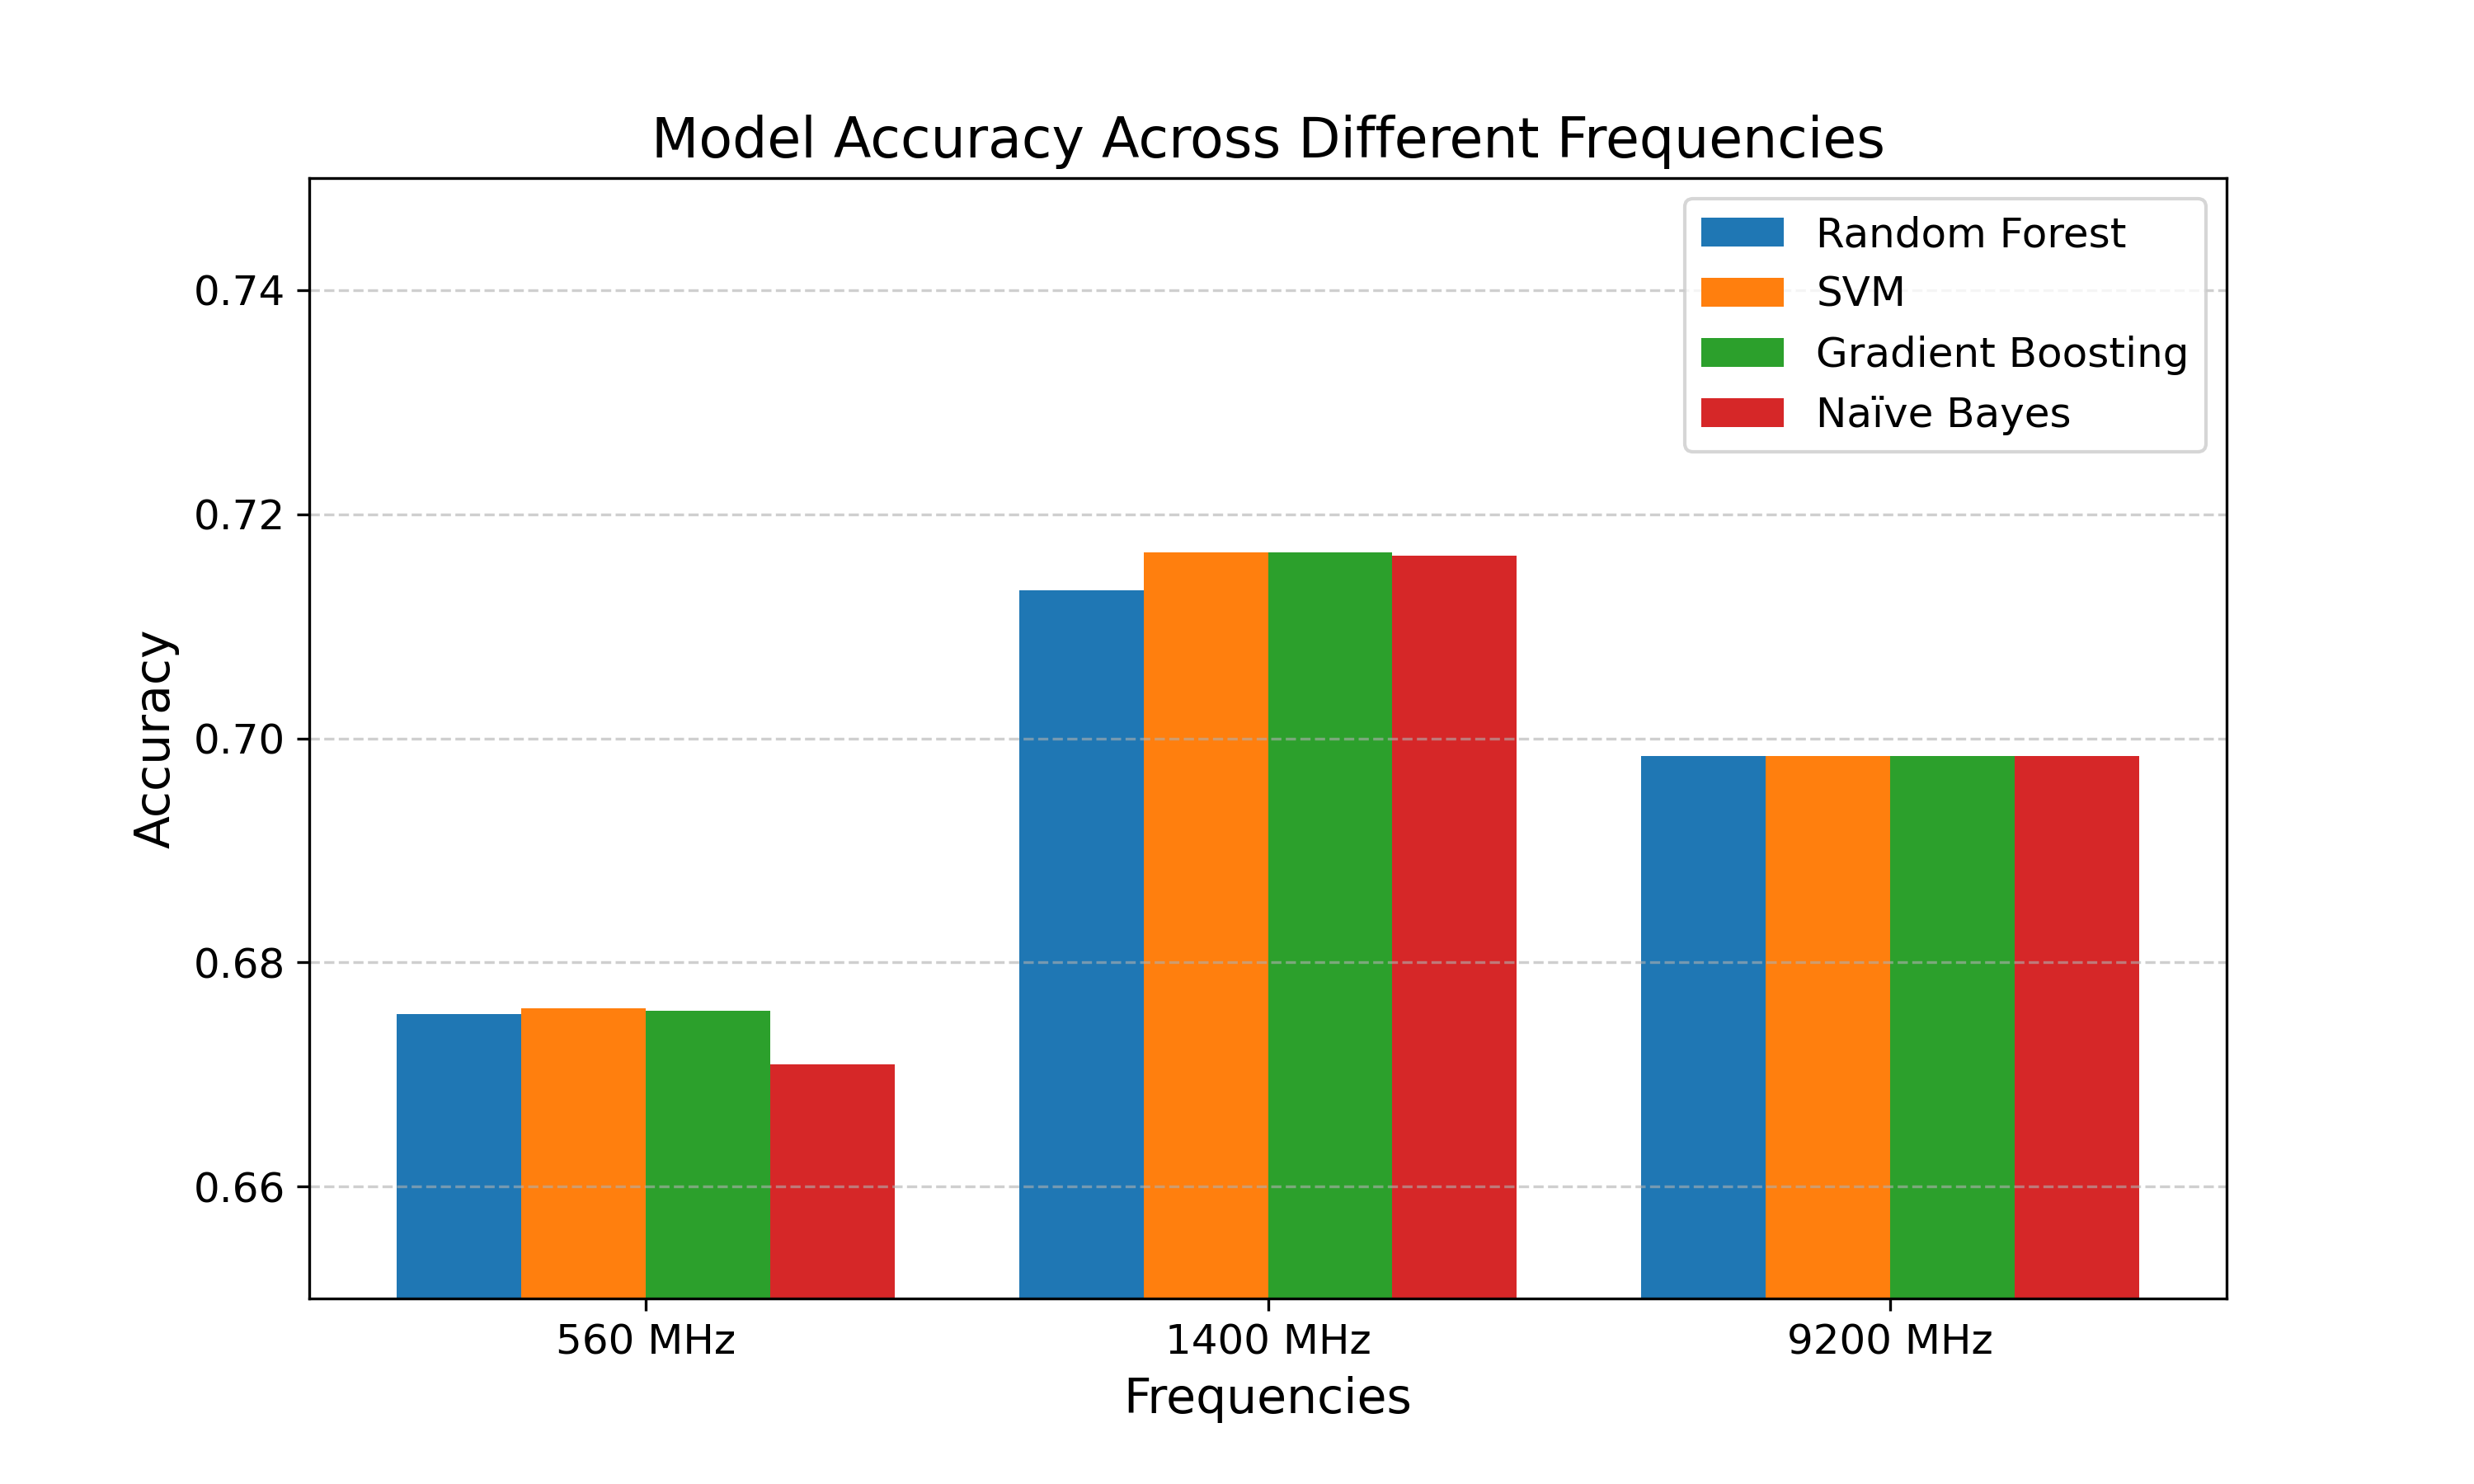 Model Accuracy Across Different Frequencies
Random Forest
SVM
Gradient Boosting
Naïve Bayes
0.74
0.72
0.70
0.68
0.66
Accuracy
560 MHz
1400 MHz
9200 MHz
Frequencies